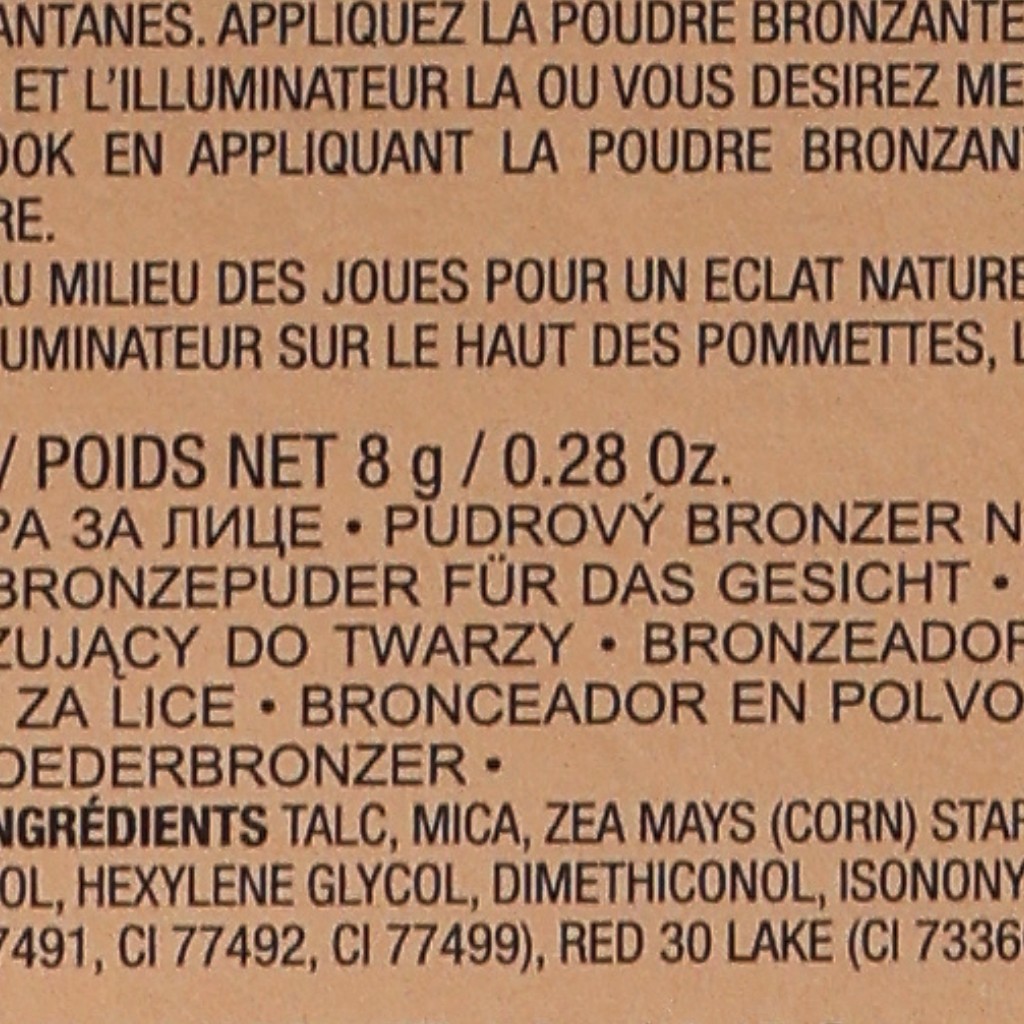 ANTANES. APPLIQUEZ LA POUDRE BRONZANTE
ET L'ILLUMINATEUR LA OU VOUS DESIREZ ME
OOK EN APPLIQUANT LA POUDRE BRONZAN
RE.
AU MILIEU DES JOUES POUR UN ECLAT NATURE
UMINATEUR SUR LE HAUT DES POMMETTES, L
/ POIDS NET 8 g / 0.28 Oz.
РА ЗА ЛИЦЕ • PUDROVÝ BRONZER N
BRONZEPUDER FÜR DAS GESICHT •
ZUJĄCY DO TWARZY • BRONZEADOR
ZA LICE • BRONCEADOR EN POLVO
OEDERBRONZER •
NGRÉDIENTS TALC, MICA, ZEA MAYS (CORN) STAR
OL, HEXYLENE GLYCOL, DIMETHICONOL, ISONONY
7491, CI 77492, CI 77499), RED 30 LAKE (CI 7336